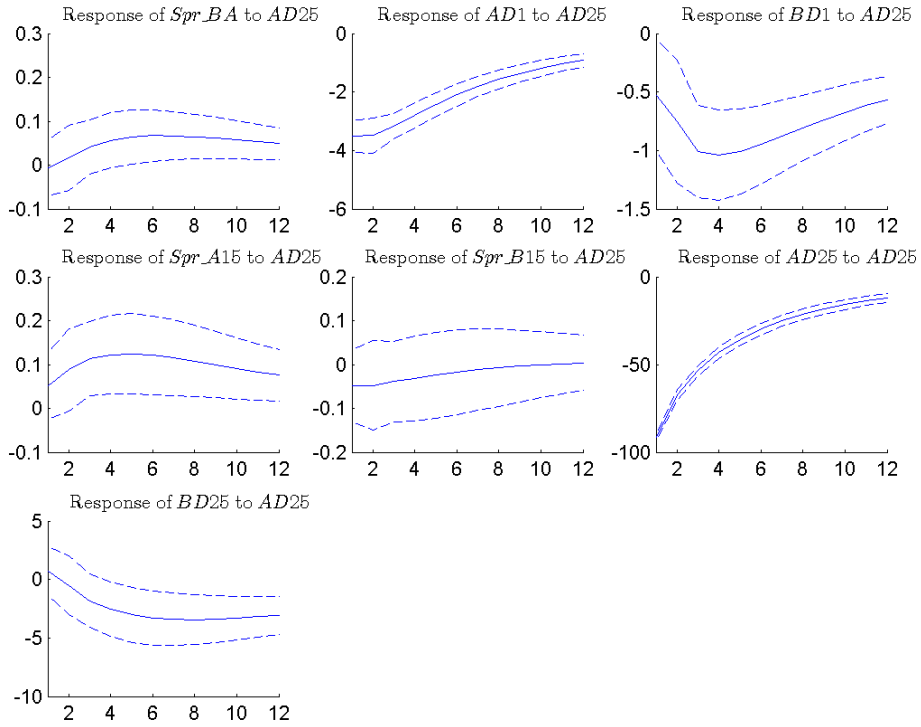 Response of Spr_BA to AD25
0.3
0.2
0.1
0
-0.1
2 4 6 8 10 12
Response of AD1 to AD25
0
-2
-4
-6
2 4 6 8 10 12
Response of BD1 to AD25
0
-0.5
-1
-1.5
2 4 6 8 10 12
Response of Spr_A15 to AD25
0.3
0.2
0.1
0
-0.1
2 4 6 8 10 12
Response of Spr_B15 to AD25
0.2
0.1
0
-0.1
-0.2
2 4 6 8 10 12
Response of AD25 to AD25
0
-50
-100
2 4 6 8 10 12
Response of BD25 to AD25
5
0
-5
-10
2 4 6 8 10 12